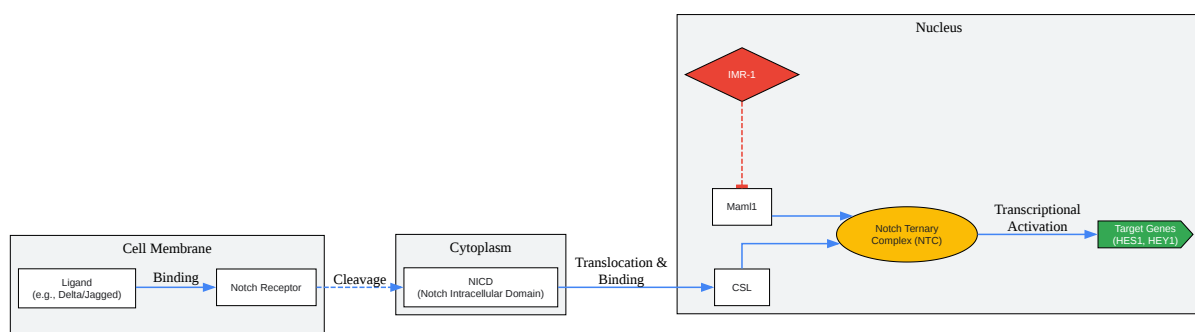 Nucleus
IMR-1
Maml1
Notch Ternary
Complex (NTC)
Transcriptional
Activation
Target Genes
(HES1, HEY1)
Cell Membrane
Ligand
(e.g., Delta/Jagged)
Binding
Notch Receptor
Cleavage
Cytoplasm
NICD
(Notch Intracellular Domain)
Translocation &
Binding
CSL